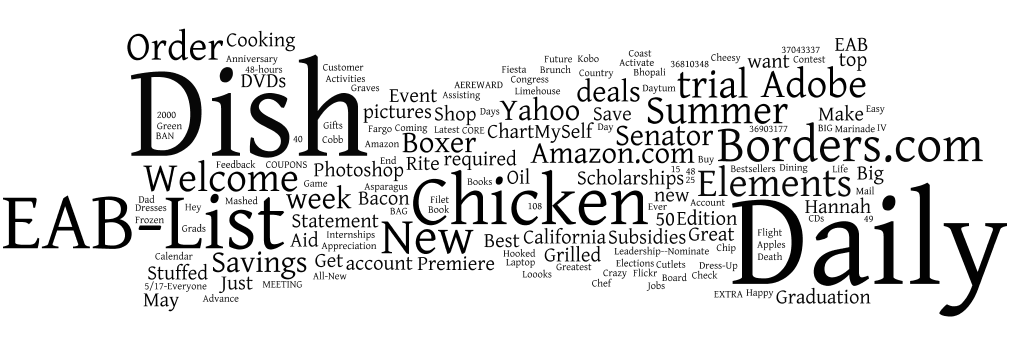 Order Cooking
Anniversary
48-hours
DVDs
Customer
Activities
Graves
Dish
2000
Green
BAN
40
Gifts
Cobb
Event
pictures
Shop
Days
AEREWARD
Assisting
Fiesta
Future
Kobo
Brunch
Congress
Limehouse
Country
Coast
Activate
Bhopali
deals
Daytum
36810348
Cheesy
want
37043337
Contest
EAB
top
trial Adobe
Yahoo
Save
Summer
Make
Easy
Fargo
Coming
Latest
CORE
ChartMySelf
Day
Senator
36903177
BIG
Marinade
IV
Amazon
Boxer
Borders.com
End
Rite
required
Amazon.com
Buy
Feedback
COUPONS
Photoshop
Welcome
Game
Asparagus
Books
Oil
Scholarships
15
48
25
Bestsellers
Dining
Life
Big
Elements
Mail
Dad
Dresses
Frozen
Hey
Mashed
week
Bacon
BAG
Filet
Book
Chicken
108
Ever
new
Account
Hannah
CDs
49
EAB-List
Grads
Statement
Aid
Internships
Appreciation
New
50
Edition
Daily
Flight
Apples
Death
Best
California
Subsidies
Great
Chip
Calendar
Stuffed
Savings
Get
account
Premiere
Hooked
Laptop
Grilled
Leadership--Nominate
Elections
Cutlets
Dress-Up
5/17-Everyone
Just
MEETING
All-New
Loooks
Greatest
Crazy
Flickr
Board
Check
Chef
Jobs
May
Advance
EXTRA
Happy
Graduation